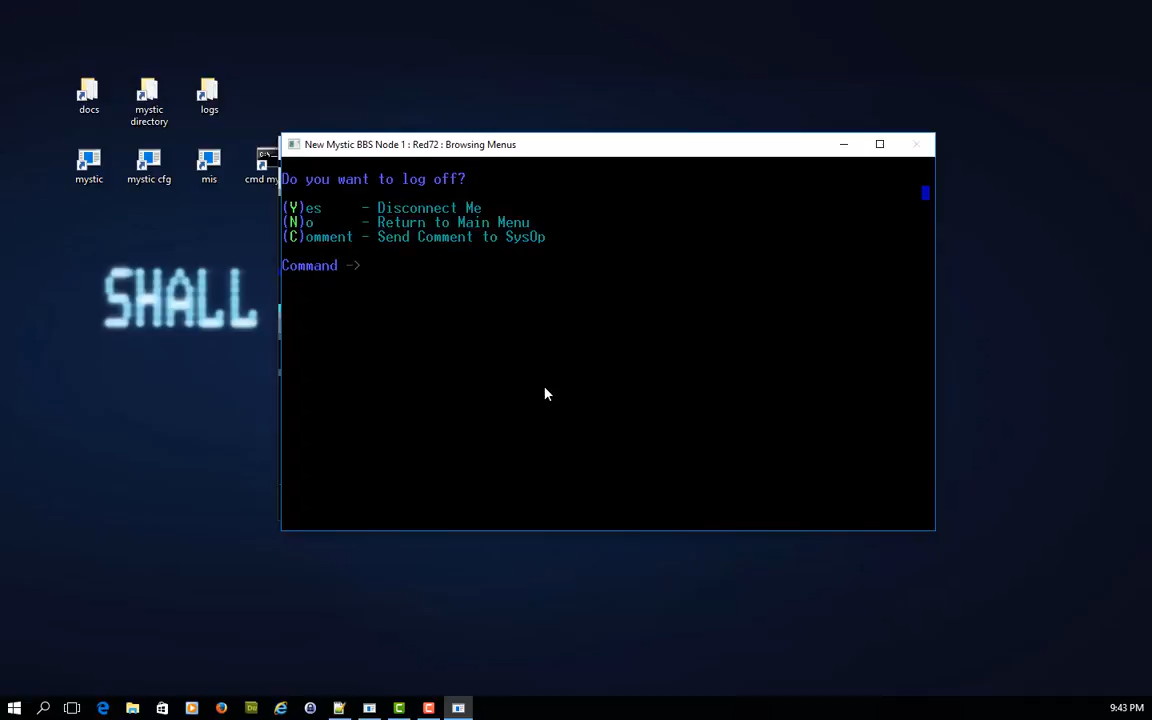 docs
mystic directory
logs
mystic
mystic cfg
mis
cmd my
SHALL
New Mystic BBS Node 1 : Red72 : Browsing Menus
Do you want to log off?
(Y)es - Disconnect Me
(N)o - Return to Main Menu
(C)omment - Send Comment to SysOp
Command ->
9:43 PM